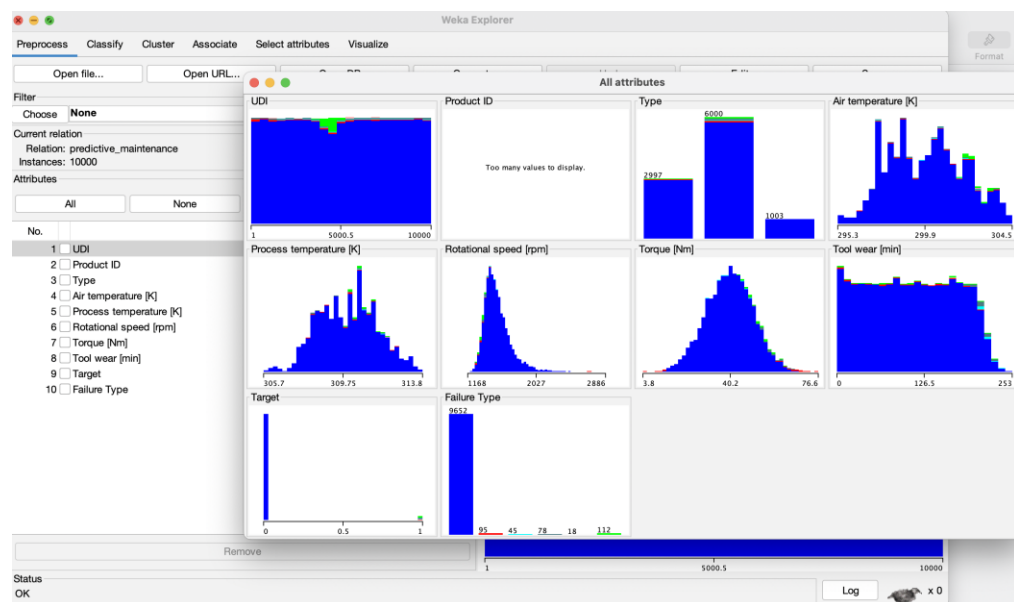 Weka Explorer
Preprocess Classify Cluster Associate Select attributes Visualize
Format
Open file... Open URL...
Filter
Choose None
Current relation
Relation: predictive_maintenance
Instances: 10000
Attributes
All None
No.
1 UDI
2 Product ID
3 Type
4 Air temperature [K]
5 Process temperature [K]
6 Rotational speed [rpm]
7 Torque [Nm]
8 Tool wear [min]
9 Target
10 Failure Type
Remove
All attributes
UDI Product ID Type Air temperature [K]
Too many values to display.
2997 6000 1003
1 5000.5 10000
295.3 299.9 304.5
Process temperature [K] Rotational speed [rpm] Torque [Nm] Tool wear [min]
305.7 309.75 313.8
1168 2027 2886
3.8 40.2 76.6
0 126.5 253
Target Failure Type
9652 95 45 78 18 112
0 0.5 1
1 5000.5 10000
Status
OK
Log x 0